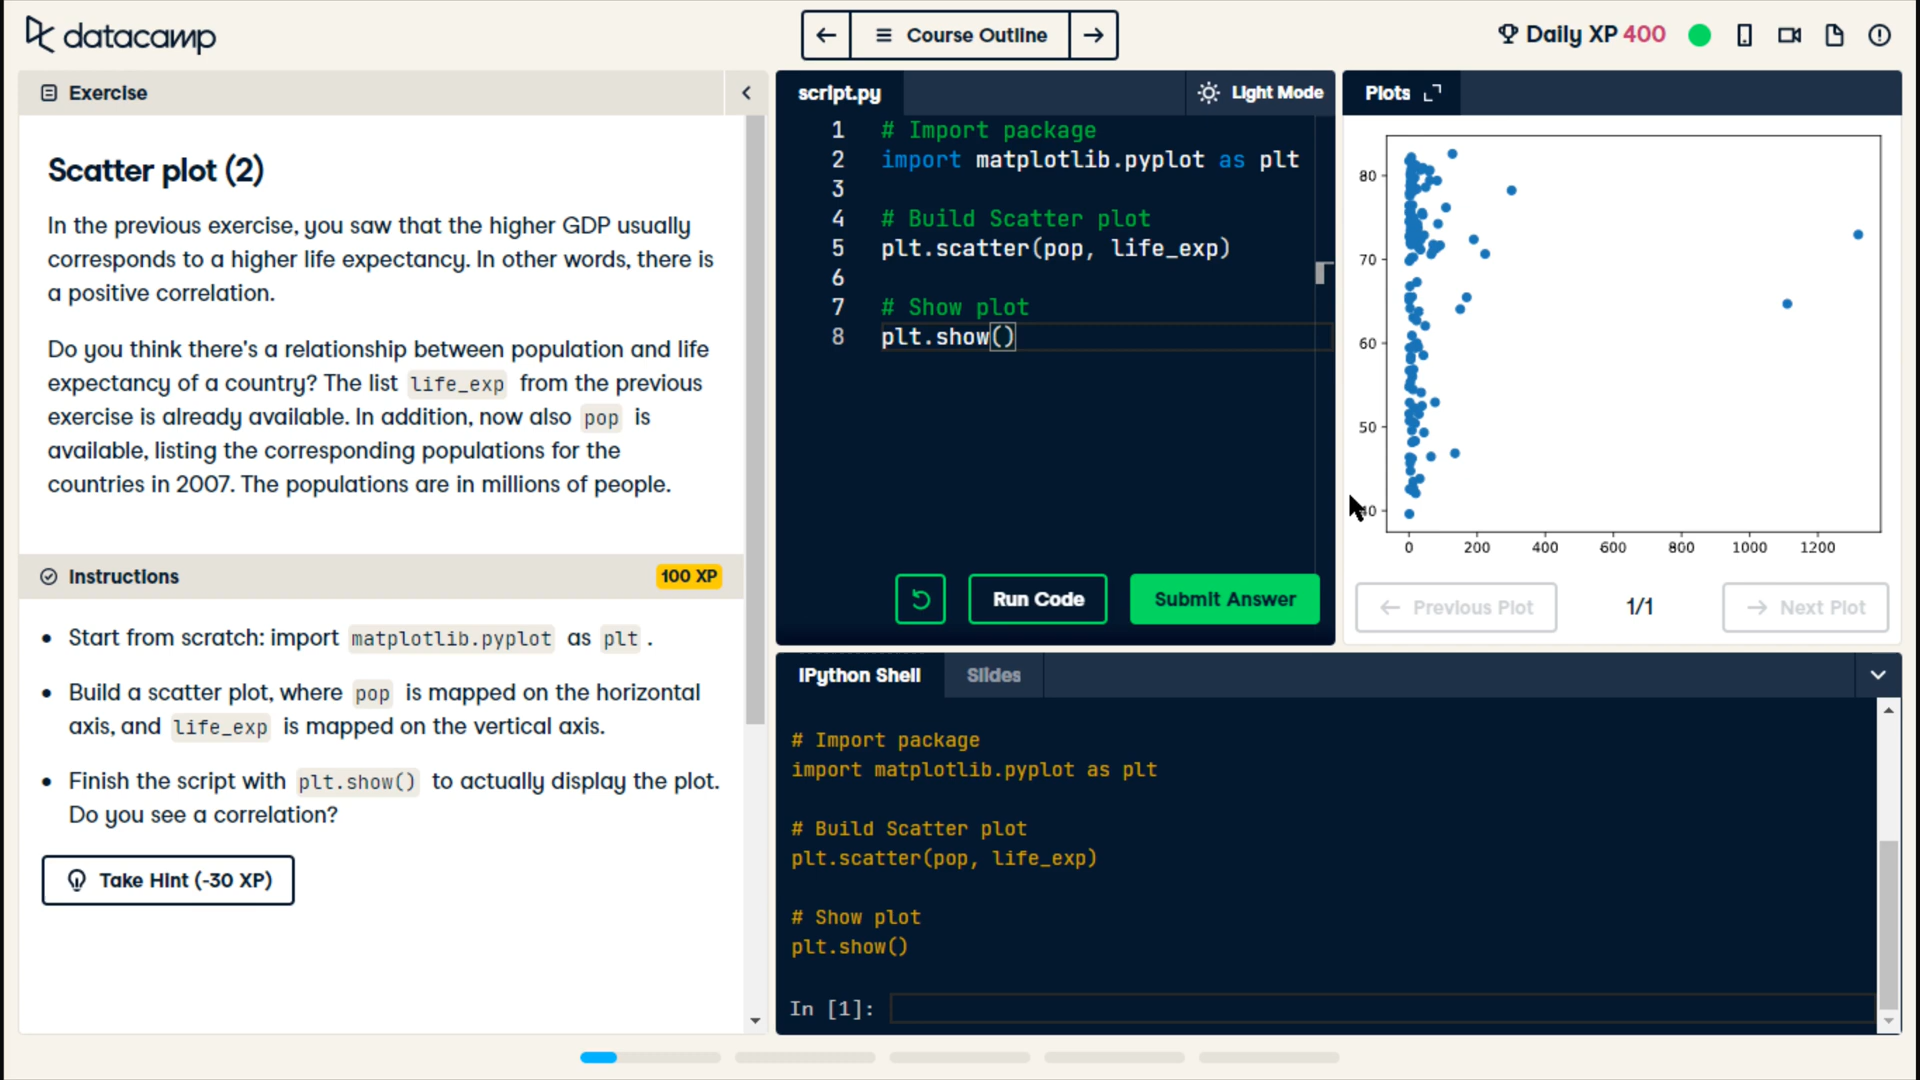 datacamp
Course Outline
Daily XP 400
Exercise
Scatter plot (2)
In the previous exercise, you saw that the higher GDP usually
corresponds to a higher life expectancy. In other words, there is
a positive correlation.
Do you think there's a relationship between population and life
expectancy of a country? The list life_exp from the previous
exercise is already available. In addition, now also pop is
available, listing the corresponding populations for the
countries in 2007. The populations are in millions of people.
Instructions
100 XP
• Start from scratch: import matplotlib.pyplot as plt .
• Build a scatter plot, where pop is mapped on the horizontal
axis, and life_exp is mapped on the vertical axis.
• Finish the script with plt.show() to actually display the plot.
Do you see a correlation?
Take Hint (-30 XP)
script.py
Light Mode
1 # Import package
2 import matplotlib.pyplot as plt
3
4 # Build Scatter plot
5 plt.scatter(pop, life_exp)
6
7 # Show plot
8 plt.show()
Run Code
Submit Answer
Plots
80
70
60
50
0 200 400 600 800 1000 1200
Previous Plot
1/1
Next Plot
IPython Shell
Slides
# Import package
import matplotlib.pyplot as plt
# Build Scatter plot
plt.scatter(pop, life_exp)
# Show plot
plt.show()
In [1]: